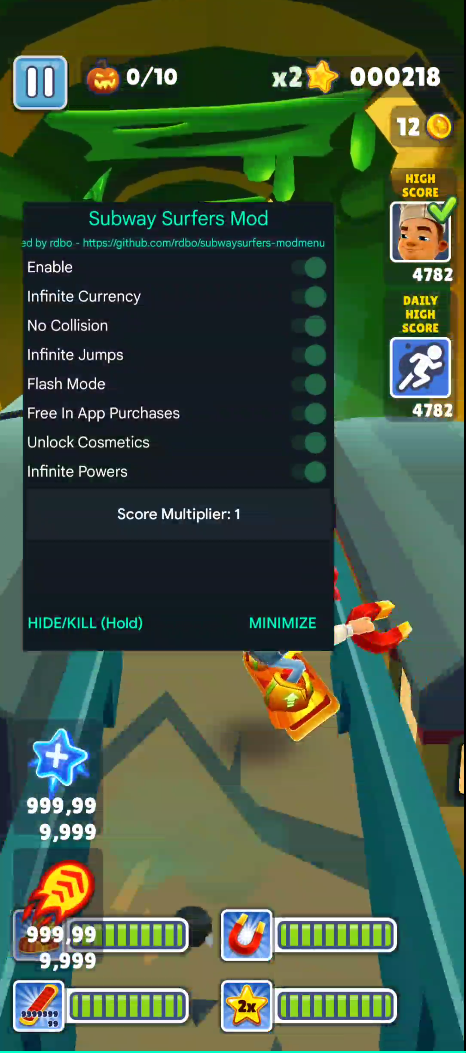 0/10
x2 000218
12
HIGH
SCORE
4782
DAILY
HIGH
SCORE
4782
Subway Surfers Mod
ed by rdbo - https://github.com/rdbo/subwaysurfers-modmenu
Enable
Infinite Currency
No Collision
Infinite Jumps
Flash Mode
Free In App Purchases
Unlock Cosmetics
Infinite Powers
Score Multiplier: 1
HIDE/KILL (Hold) MINIMIZE
999,99
9,999
999,99
9,999
9999999
99
2x